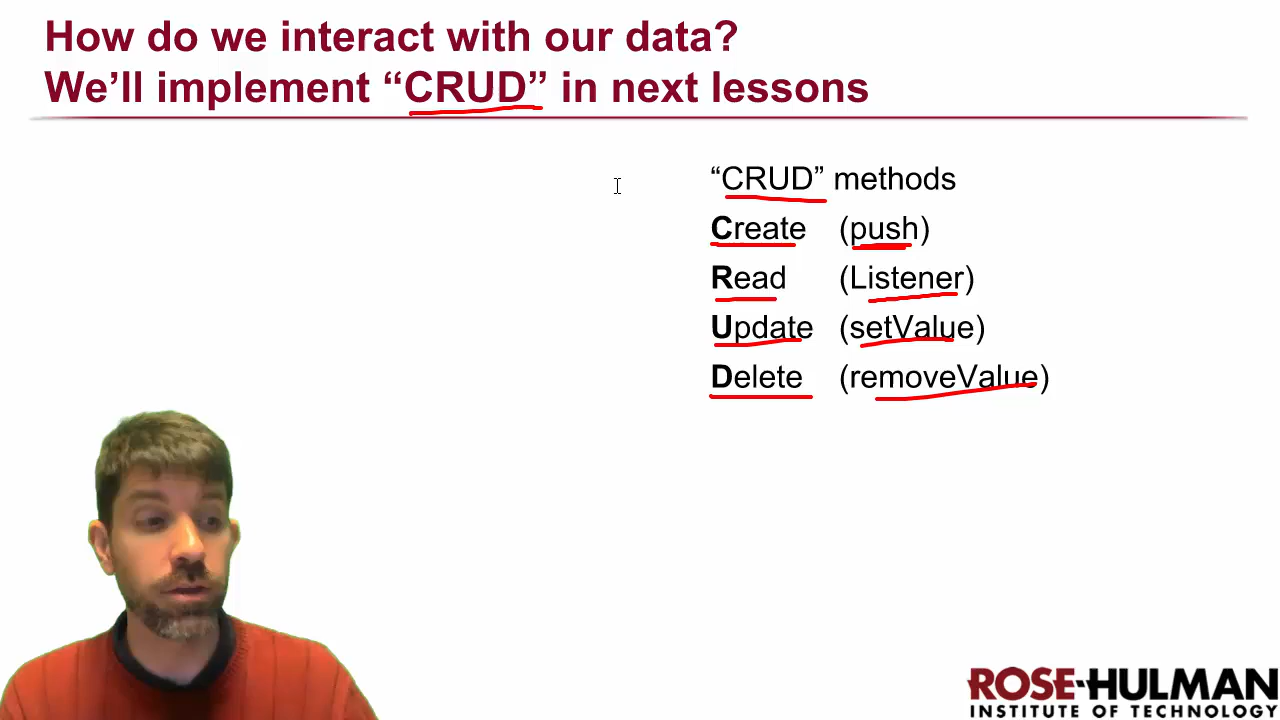 How do we interact with our data?
We’ll implement “CRUD” in next lessons
“CRUD” methods
Create (push)
Read (Listener)
Update (setValue)
Delete (removeValue)
ROSE-HULMAN
INSTITUTE OF TECHNOLOGY